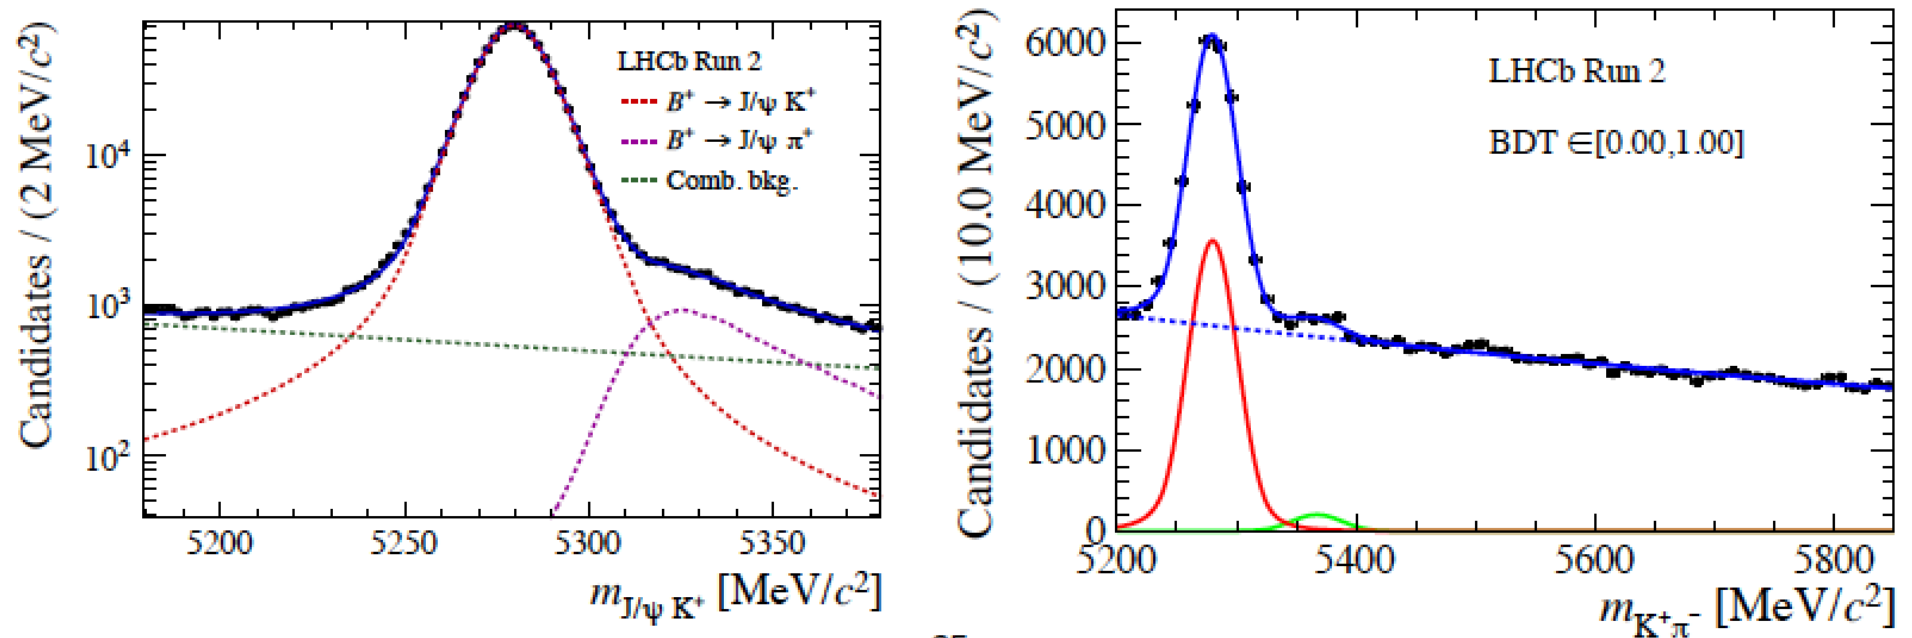 Candidates / (2 MeV/c²)
10⁴
10³
10²
LHCb Run 2
B⁺ → J/ψ K⁺
B⁺ → J/ψ π⁺
Comb. bkg.
5200 5250 5300 5350
m_{J/ψ K⁺} [MeV/c²]
Candidates / (10.0 MeV/c²)
6000
5000
4000
3000
2000
1000
0
LHCb Run 2
BDT ∈[0.00,1.00]
5200 5400 5600 5800
m_{K⁺π⁻} [MeV/c²]